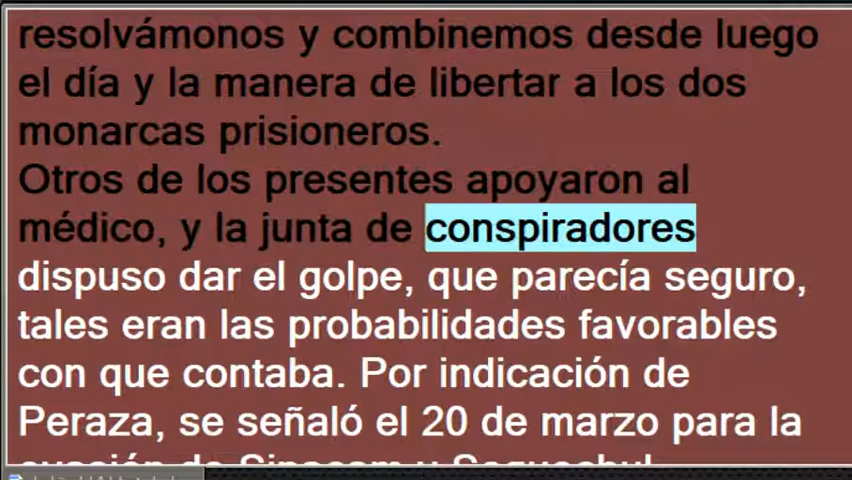 resolvámonos y combinemos desde luego
el día y la manera de libertar a los dos
monarcas prisioneros.
Otros de los presentes apoyaron al
médico, y la junta de conspiradores
dispuso dar el golpe, que parecía seguro,
tales eran las probabilidades favorables
con que contaba. Por indicación de
Peraza, se señaló el 20 de marzo para la